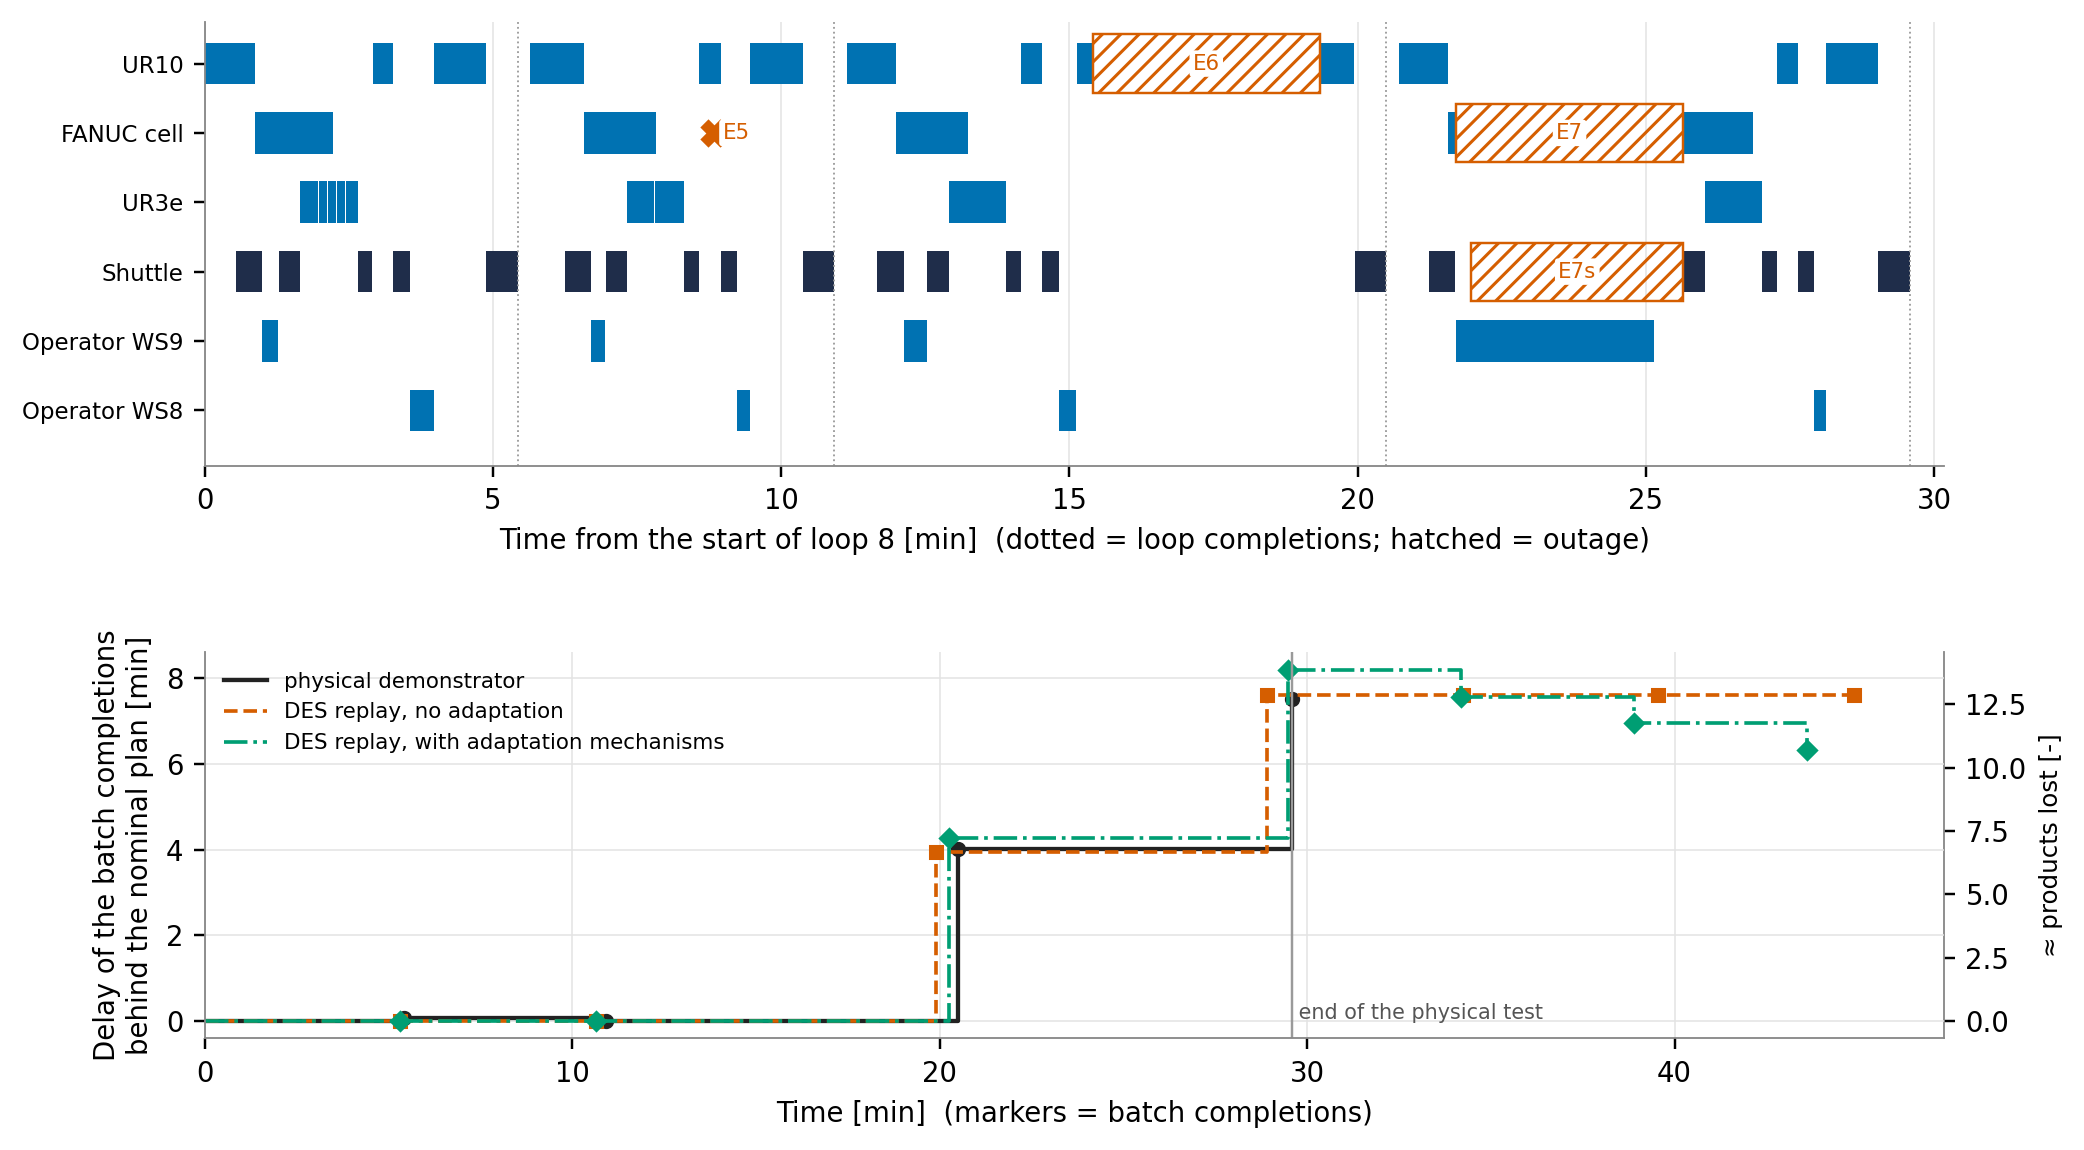 UR10
E6
FANUC cell
E5
E7
UR3e
Shuttle
E7s
Operator WS9
Operator WS8
0 5 10 15 20 25 30
Time from the start of loop 8 [min]  (dotted = loop completions; hatched = outage)
Delay of the batch completions
behind the nominal plan [min]
8
6
4
2
0
physical demonstrator
DES replay, no adaptation
DES replay, with adaptation mechanisms
end of the physical test
12.5
10.0
7.5
5.0
2.5
0.0
≈ products lost [-]
0 10 20 30 40
Time [min]  (markers = batch completions)